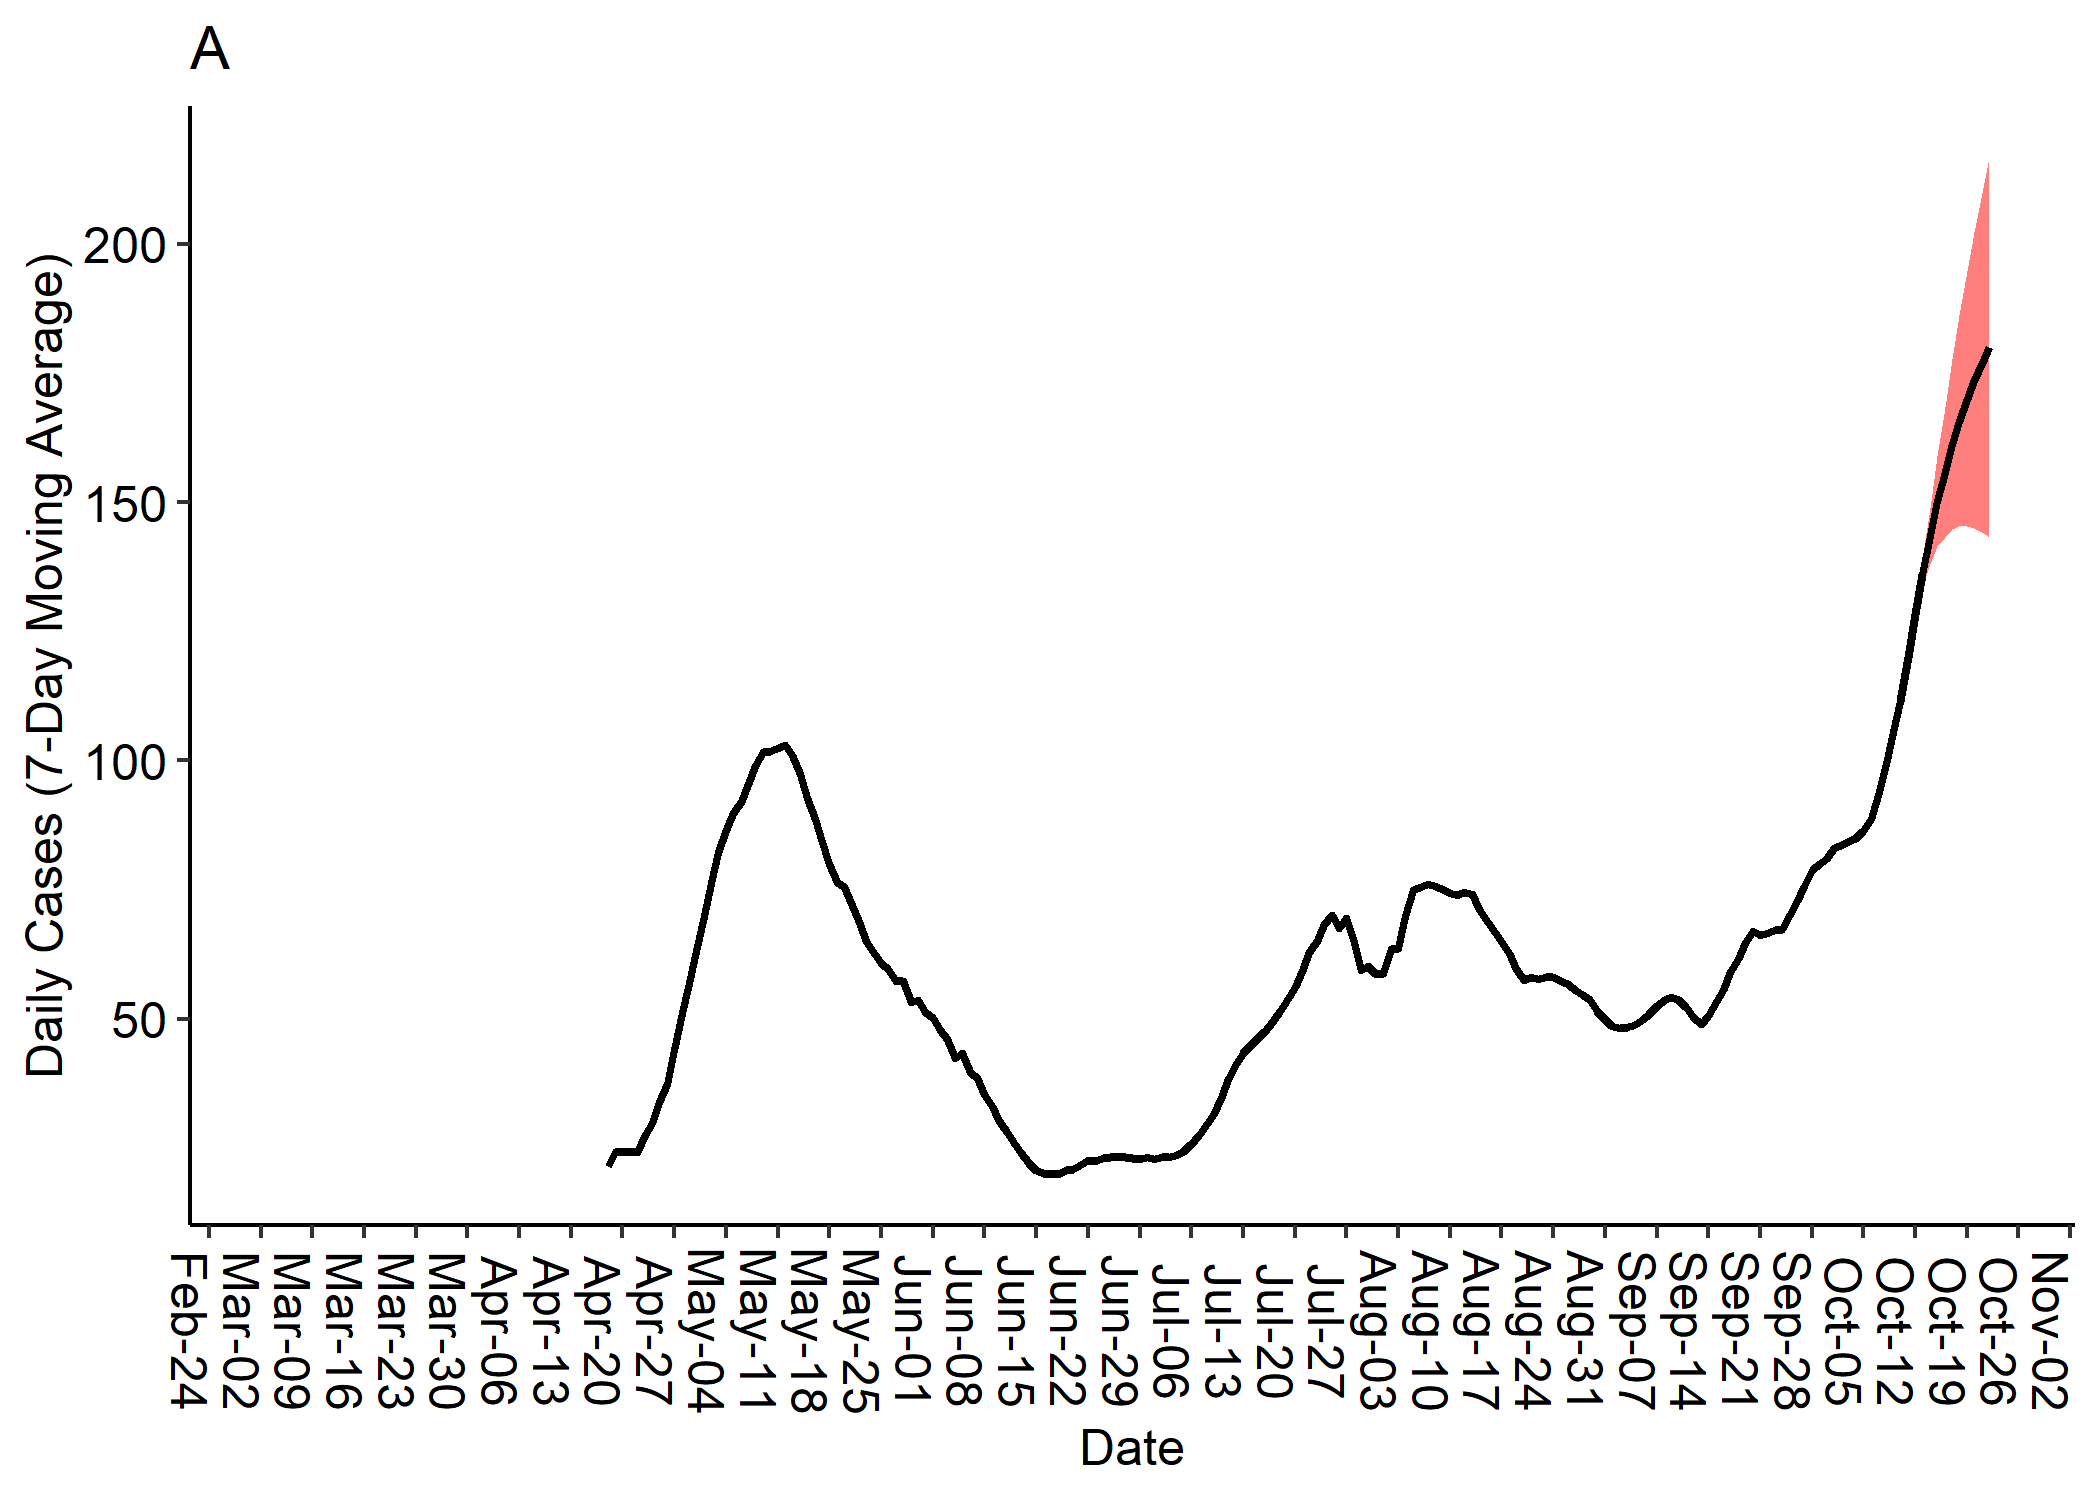 A
Daily Cases (7-Day Moving Average)
200
150
100
50
Feb-24
Mar-02
Mar-09
Mar-16
Mar-23
Mar-30
Apr-06
Apr-13
Apr-20
Apr-27
May-04
May-11
May-18
May-25
Jun-01
Jun-08
Jun-15
Jun-22
Jun-29
Jul-06
Jul-13
Jul-20
Jul-27
Aug-03
Aug-10
Aug-17
Aug-24
Aug-31
Sep-07
Sep-14
Sep-21
Sep-28
Oct-05
Oct-12
Oct-19
Oct-26
Nov-02
Date